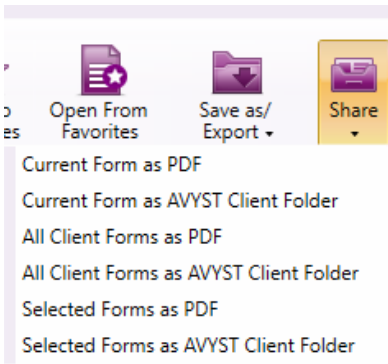 Open From
Favorites
Save as/
Export
Share
Current Form as PDF
Current Form as AVYST Client Folder
All Client Forms as PDF
All Client Forms as AVYST Client Folder
Selected Forms as PDF
Selected Forms as AVYST Client Folder